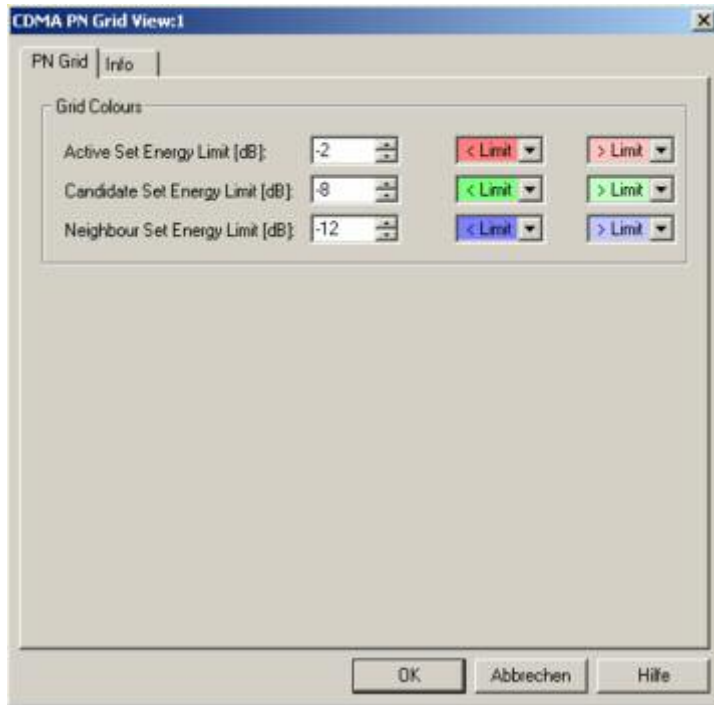 CDMA PN Grid View:1
PN Grid Info
Grid Colours
Active Set Energy Limit [dB]: -2 < Limit > Limit
Candidate Set Energy Limit [dB]: -8 < Limit > Limit
Neighbour Set Energy Limit [dB]: -12 < Limit > Limit
OK Abbrechen Hilfe